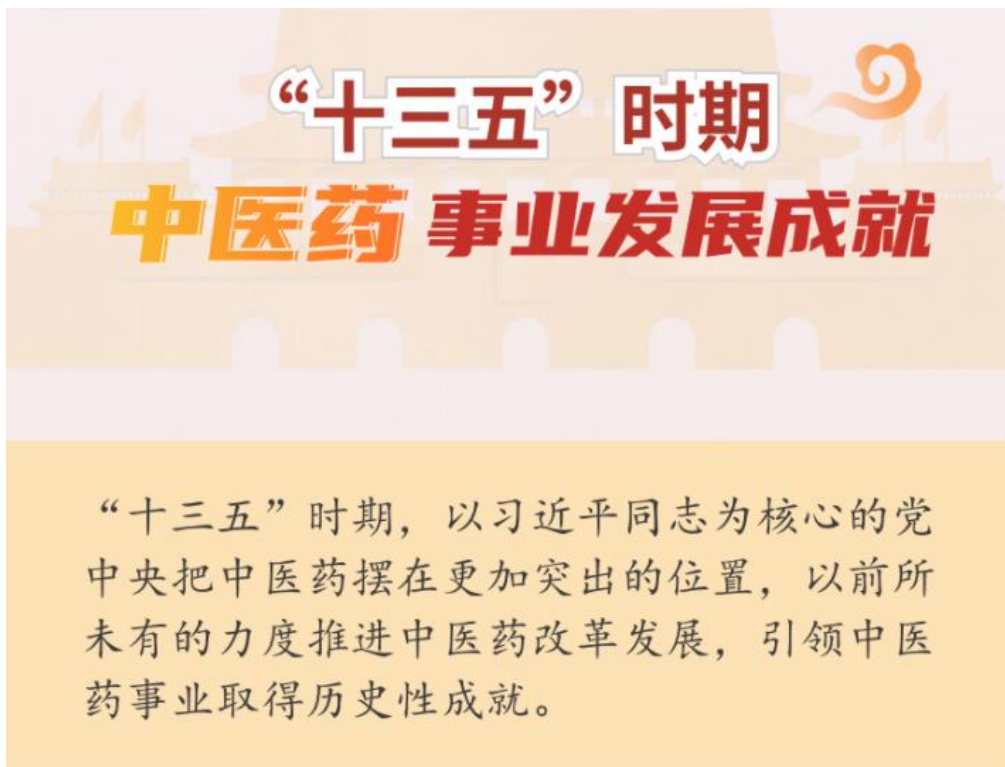 “十三五”时期
中医药事业发展成就
“十三五”时期，以习近平同志为核心的党
中央把中医药摆在更加突出的位置，以前所
未有的力度推进中医药改革发展，引领中医
药事业取得历史性成就。